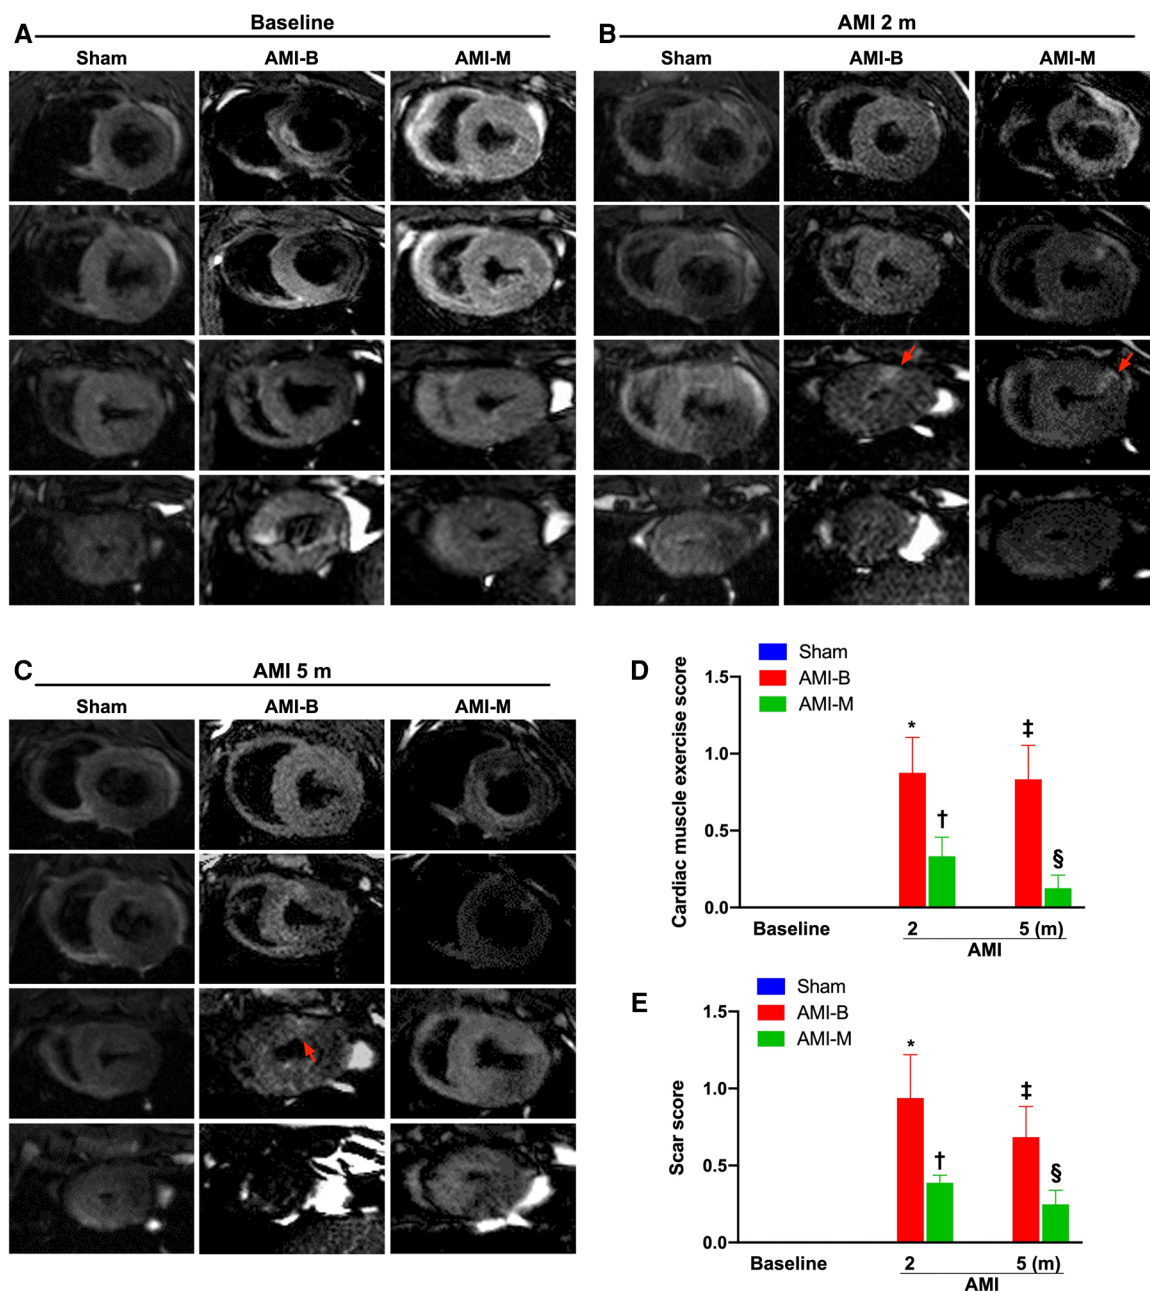 A
Baseline
Sham AMI-B AMI-M
B
AMI 2 m
Sham AMI-B AMI-M
C
AMI 5 m
Sham AMI-B AMI-M
D
Sham
AMI-B
AMI-M
Cardiac muscle exercise score
1.5
1.0
0.5
0.0
* † ‡ §
Baseline 2 5 (m)
AMI
E
Sham
AMI-B
AMI-M
Scar score
1.5
1.0
0.5
0.0
* † ‡ §
Baseline 2 5 (m)
AMI